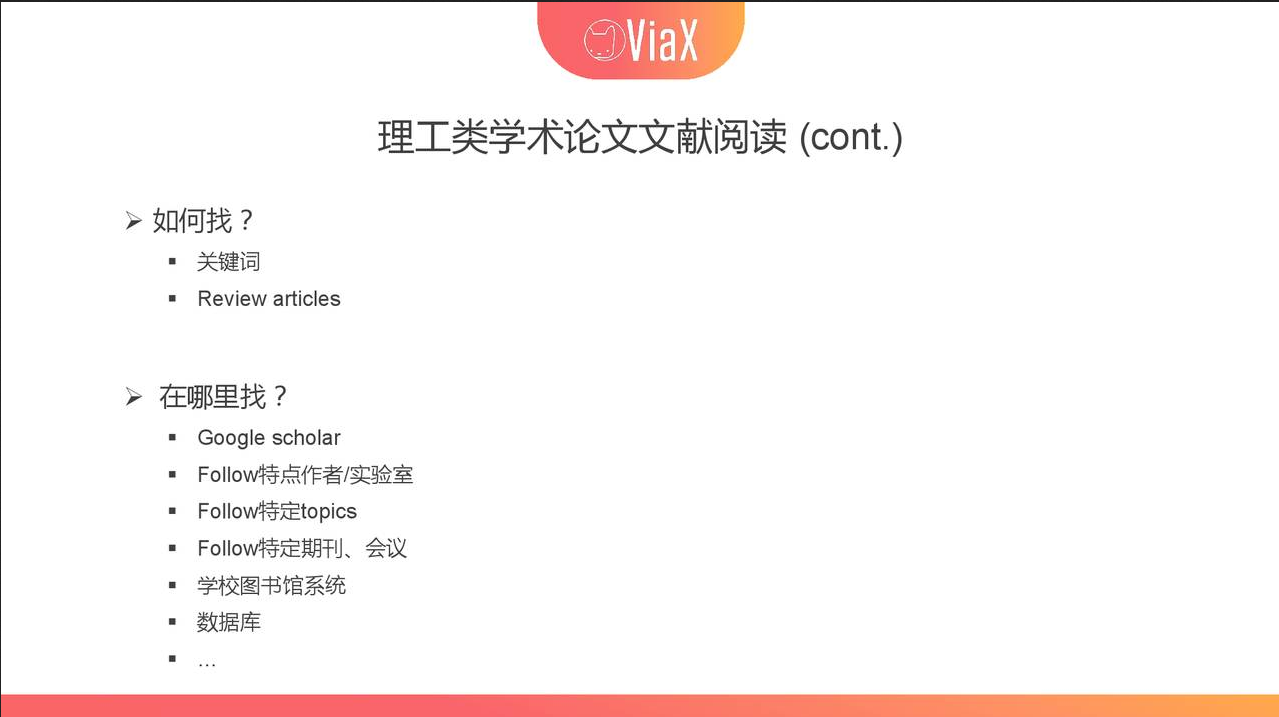 ViaX
理工类学术论文文献阅读 (cont.)
如何找？
关键词
Review articles
在哪里找？
Google scholar
Follow特点作者/实验室
Follow特定topics
Follow特定期刊、会议
学校图书馆系统
数据库
…